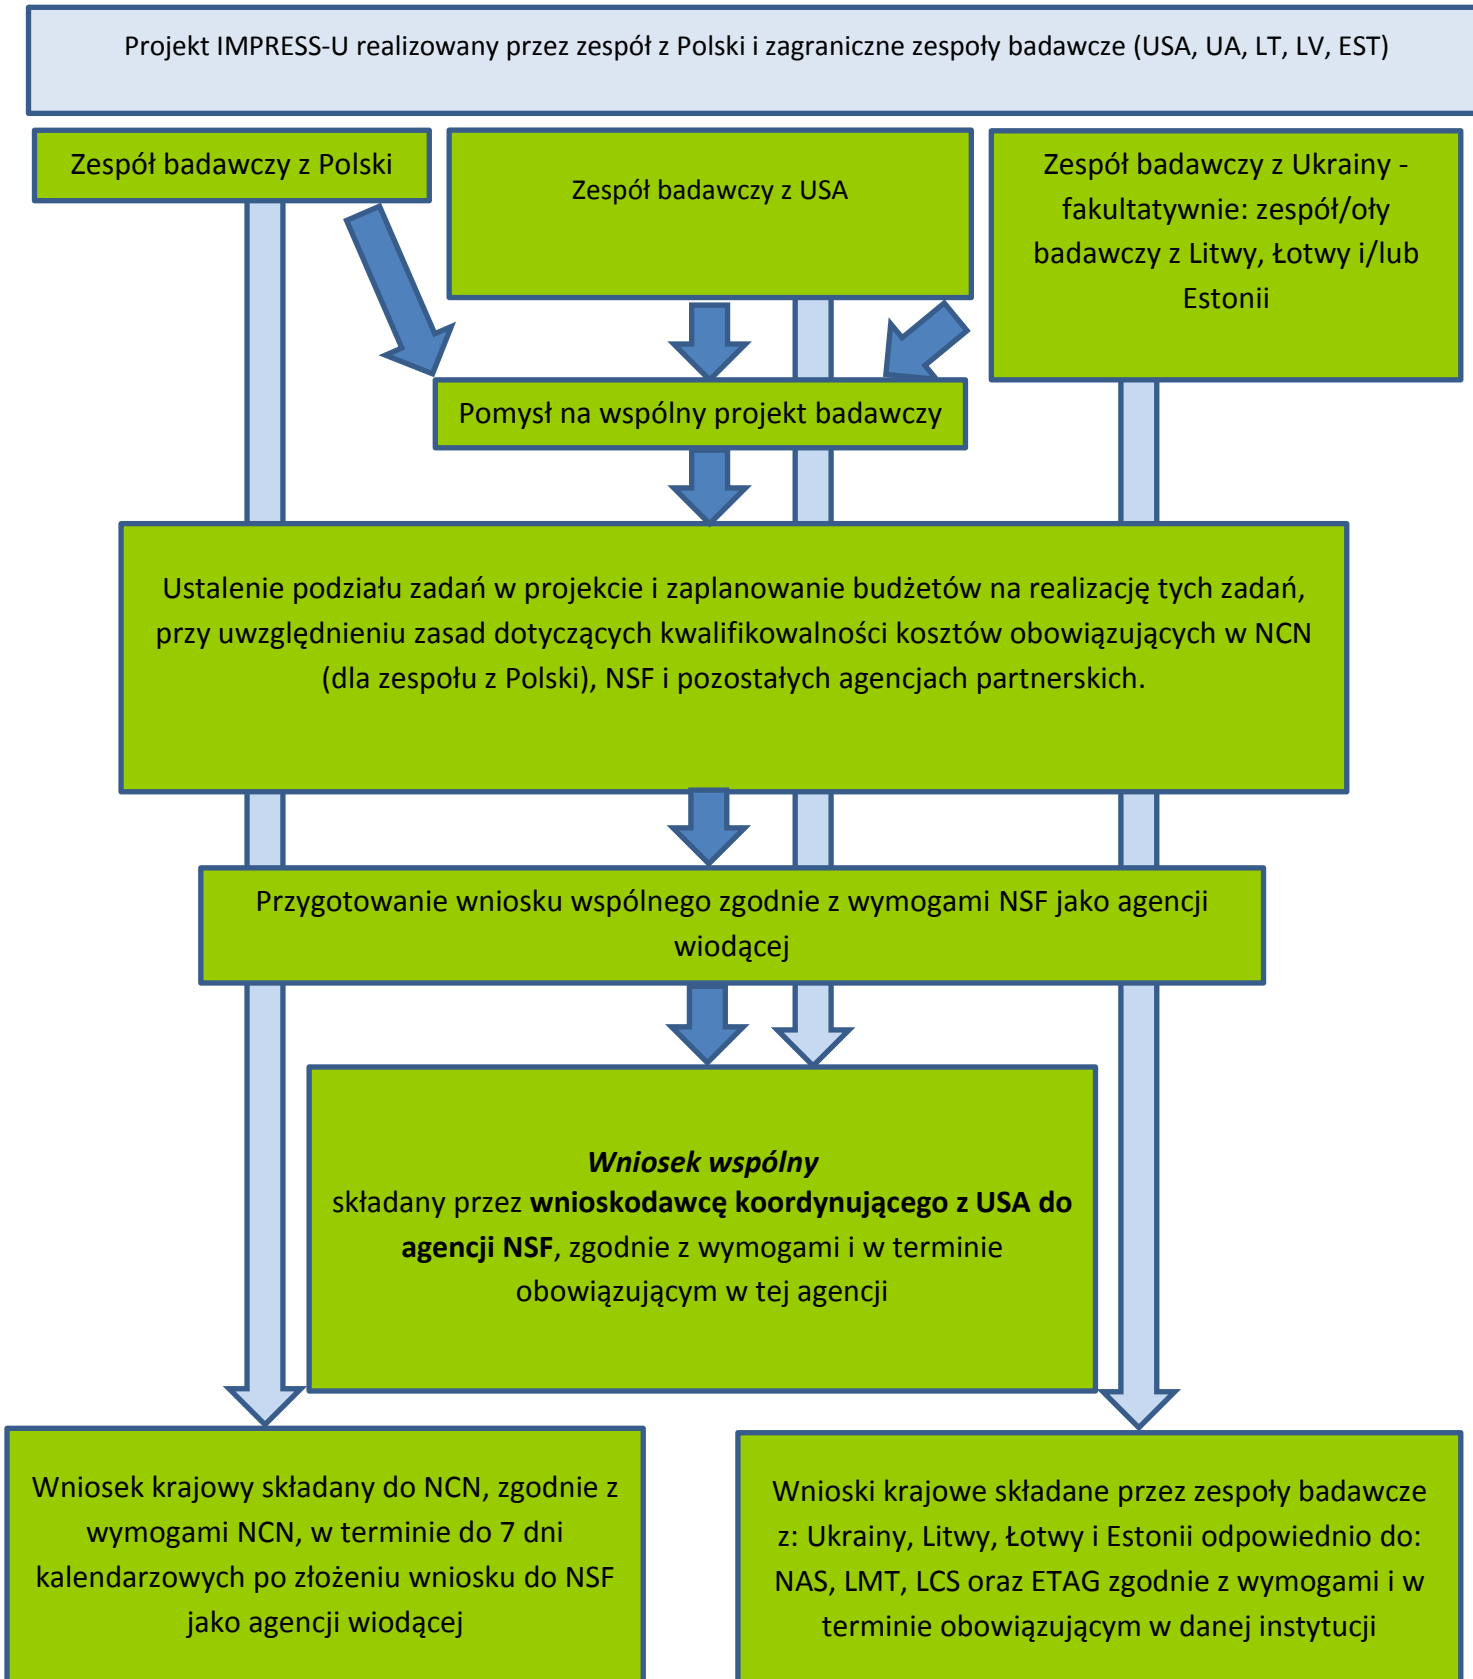 Projekt IMPRESS-U realizowany przez zespół z Polski i zagraniczne zespoły badawcze (USA, UA, LT, LV, EST)
Zespół badawczy z Polski
Zespół badawczy z USA
Zespół badawczy z Ukrainy -
fakultatywnie: zespół/oły
badawczy z Litwy, Łotwy i/lub
Estonii
Pomysł na wspólny projekt badawczy
Ustalenie podziału zadań w projekcie i zaplanowanie budżetów na realizację tych zadań,
przy uwzględnieniu zasad dotyczących kwalifikowalności kosztów obowiązujących w NCN
(dla zespołu z Polski), NSF i pozostałych agencjach partnerskich.
Przygotowanie wniosku wspólnego zgodnie z wymogami NSF jako agencji
wiodącej
Wniosek wspólny
składany przez wnioskodawcę koordynującego z USA do
agencji NSF, zgodnie z wymogami i w terminie
obowiązującym w tej agencji
Wniosek krajowy składany do NCN, zgodnie z
wymogami NCN, w terminie do 7 dni
kalendarzowych po złożeniu wniosku do NSF
jako agencji wiodącej
Wnioski krajowe składane przez zespoły badawcze
z: Ukrainy, Litwy, Łotwy i Estonii odpowiednio do:
NAS, LMT, LCS oraz ETAG zgodnie z wymogami i w
terminie obowiązującym w danej instytucji